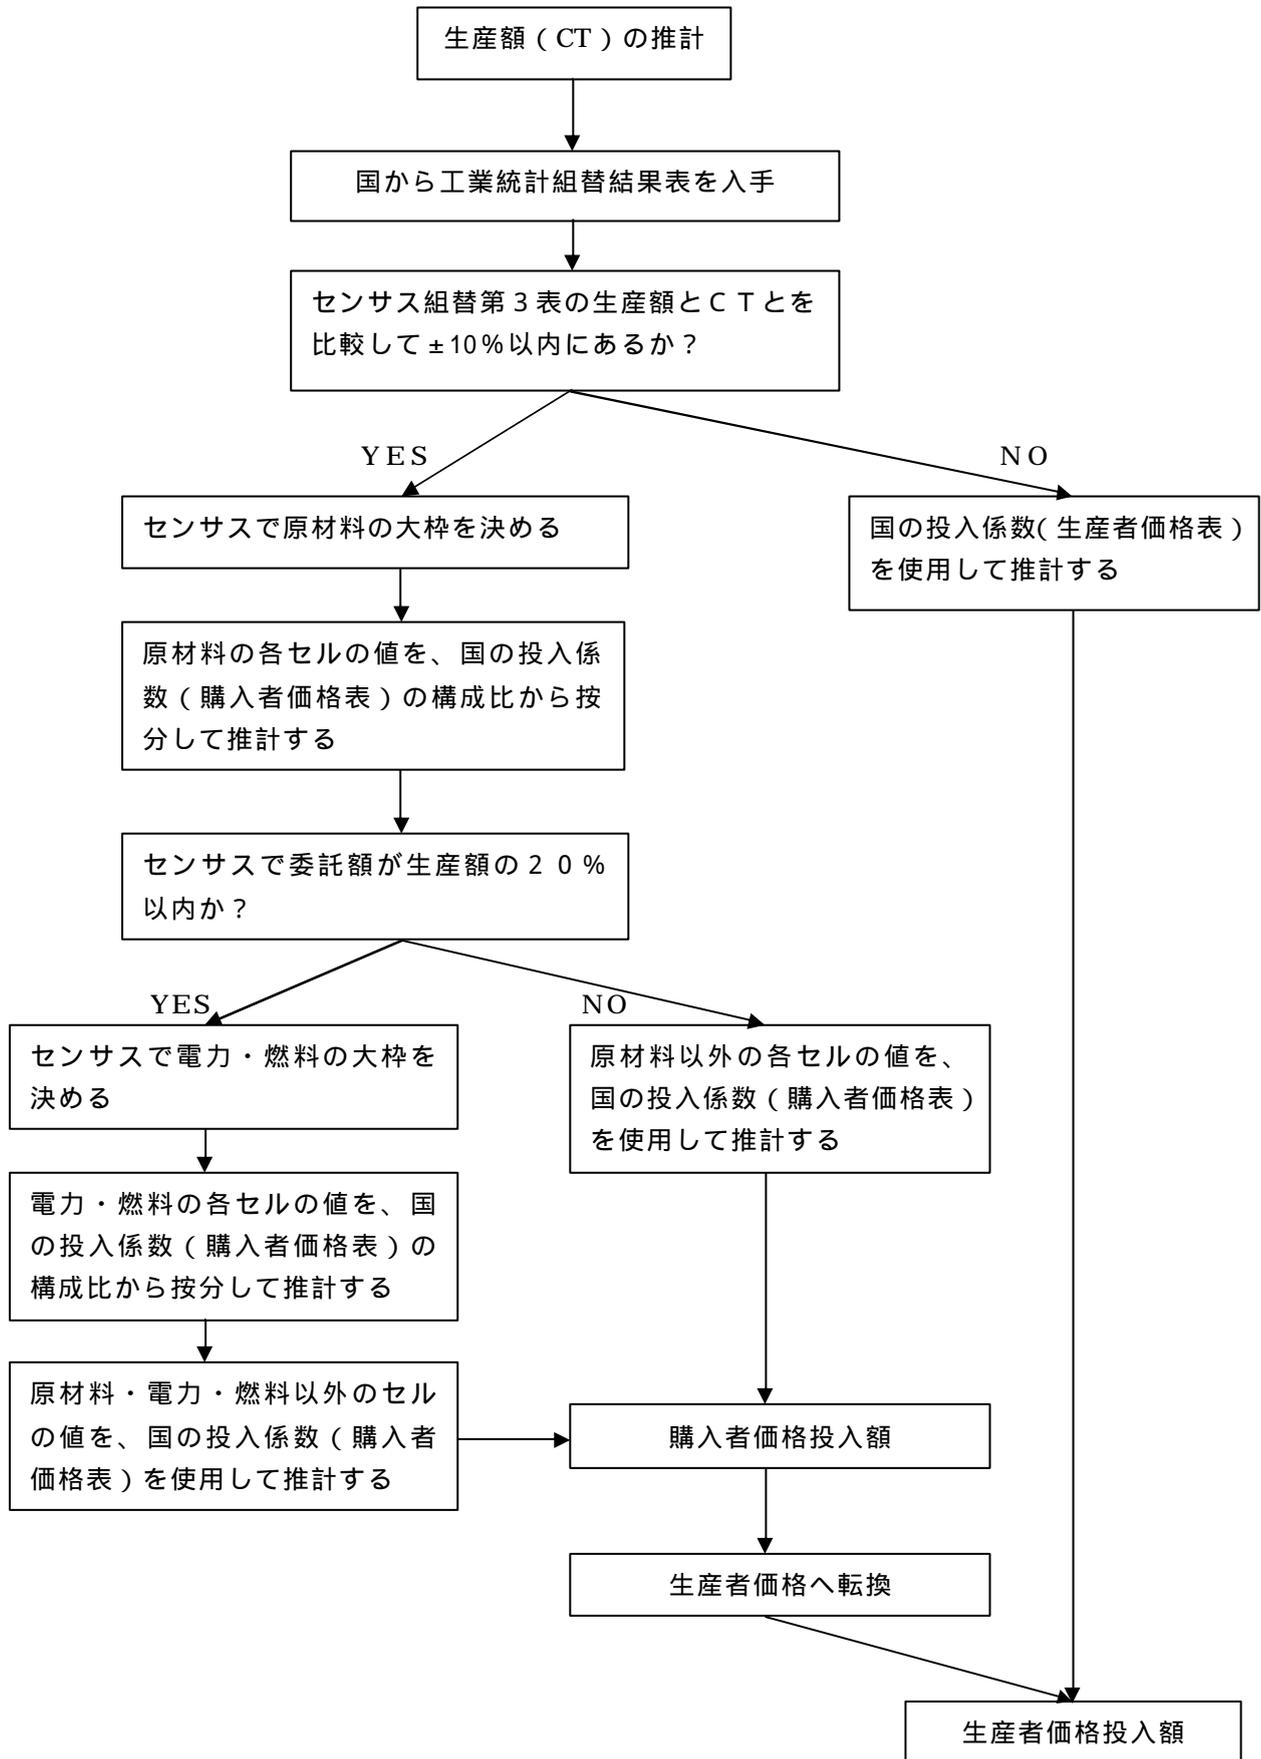 生産額（CT）の推計
国から工業統計組替結果表を入手
センサス組替第３表の生産額とＣＴとを
比較して±10％以内にあるか？
YES
NO
センサスで原材料の大枠を決める
国の投入係数（生産者価格表）
を使用して推計する
原材料の各セルの値を、国の投入係
数（購入者価格表）の構成比から按
分して推計する
センサスで委託額が生産額の２０％
以内か？
YES
NO
センサスで電力・燃料の大枠を
決める
原材料以外の各セルの値を、
国の投入係数（購入者価格表）
を使用して推計する
電力・燃料の各セルの値を、国
の投入係数（購入者価格表）の
構成比から按分して推計する
原材料・電力・燃料以外のセル
の値を、国の投入係数（購入者
価格表）を使用して推計する
購入者価格投入額
生産者価格へ転換
生産者価格投入額